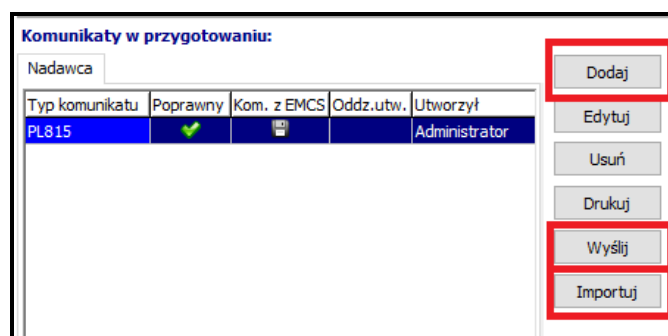 Komunikaty w przygotowaniu:
Nadawca
Typ komunikatu Poprawny Kom. z EMCS Oddz.utw. Utworzył
PL815 Administrator
Dodaj
Edytuj
Usuń
Drukuj
Wyślij
Importuj